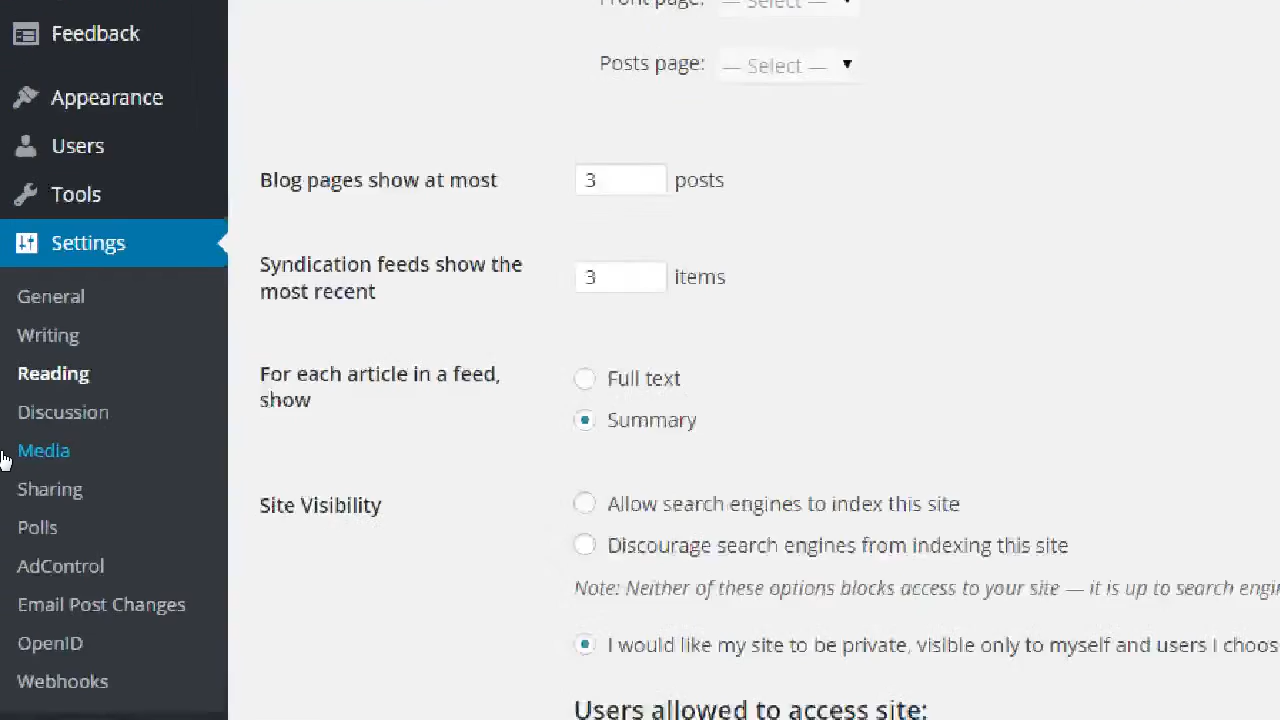 Feedback
Appearance
Users
Tools
Settings
General
Writing
Reading
Discussion
Media
Sharing
Polls
AdControl
Email Post Changes
OpenID
Webhooks
Front page: — Select —
Posts page: — Select —
Blog pages show at most 3 posts
Syndication feeds show the
most recent 3 items
For each article in a feed,
show
Full text
Summary
Site Visibility
Allow search engines to index this site
Discourage search engines from indexing this site
Note: Neither of these options blocks access to your site — it is up to search
I would like my site to be private, visible only to myself and users I
Users allowed to access site: